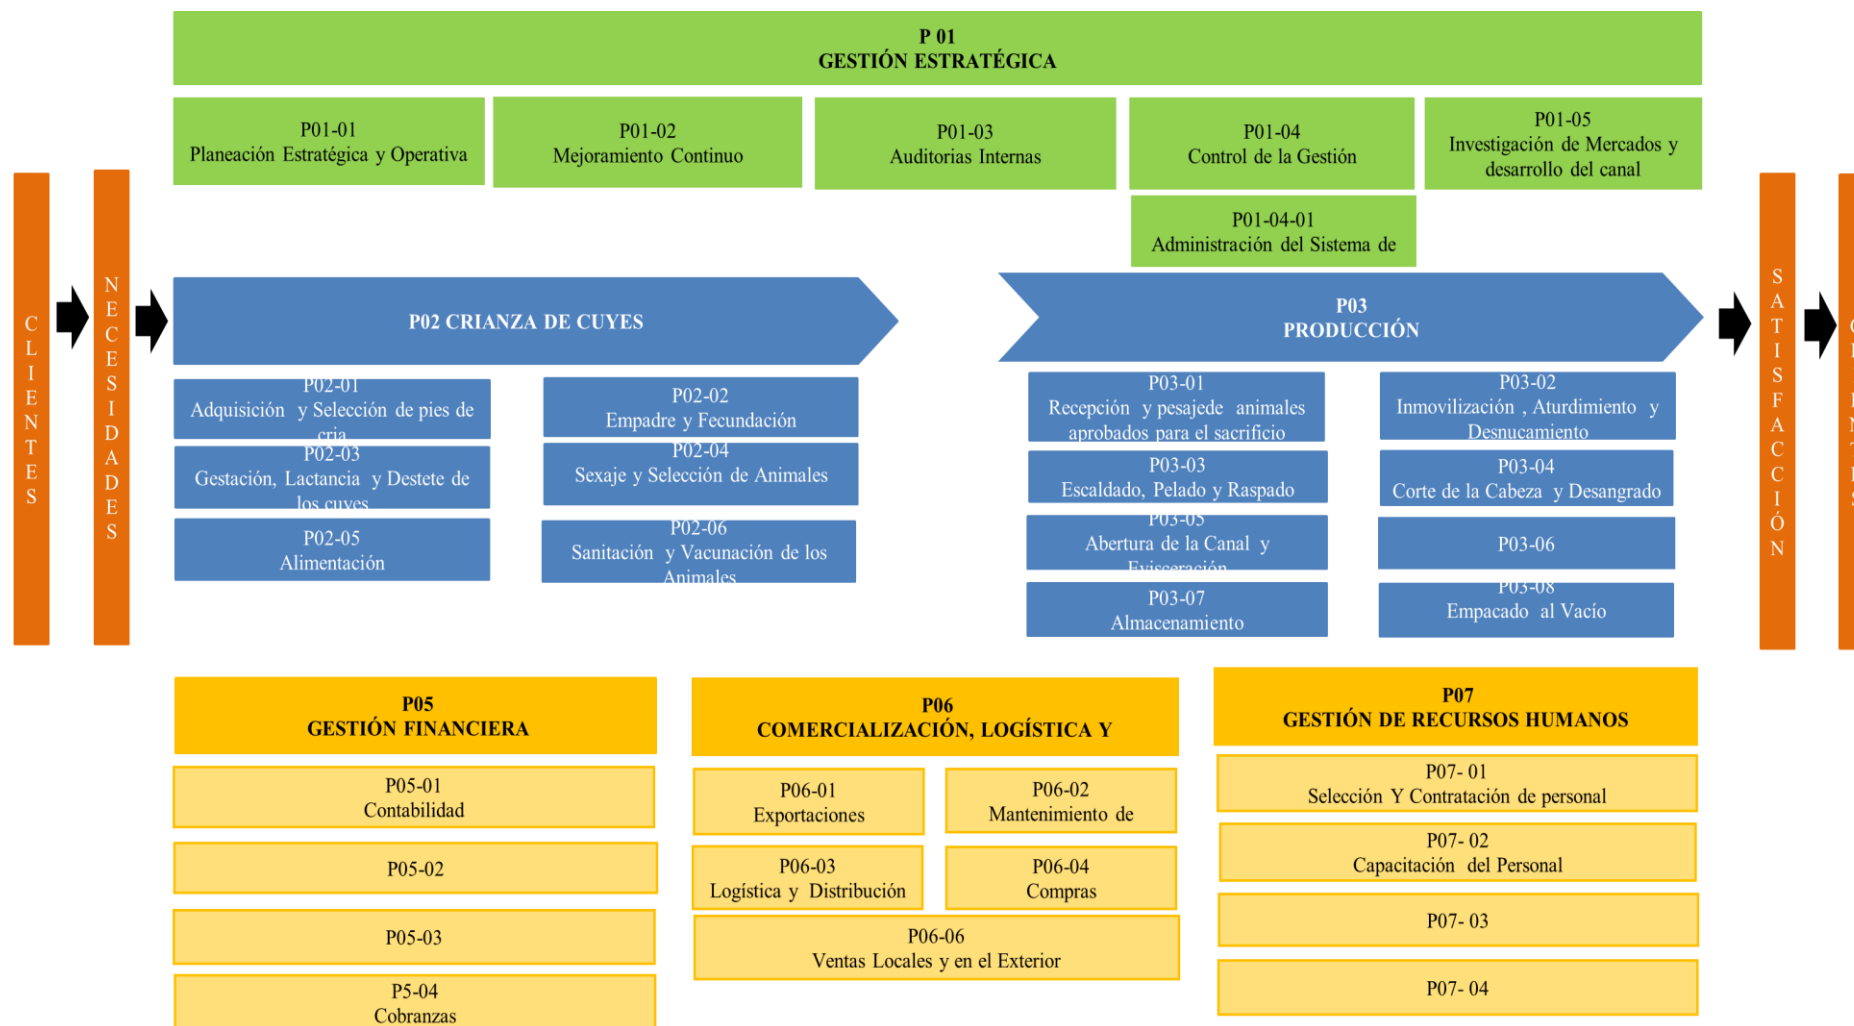 P 01
GESTIÓN ESTRATÉGICA
P01-01
Planeación Estratégica y Operativa
P01-02
Mejoramiento Continuo
P01-03
Auditorias Internas
P01-04
Control de la Gestión
P01-05
Investigación de Mercados y
desarrollo del canal
P01-04-01
Administración del Sistema de
CLIENTES
NECESIDADES
P02 CRIANZA DE CUYES
P03
PRODUCCIÓN
SATISFACCIÓN
P02-01
Adquisición y Selección de pies de
cria
P02-02
Empadre y Fecundación
P02-03
Gestación, Lactancia y Destete de
los cuyes
P02-04
Sexaje y Selección de Animales
P02-05
Alimentación
P02-06
Sanitación y Vacunación de los
Animales
P03-01
Recepción y pesajede animales
aprobados para el sacrificio
P03-02
Inmovilización , Aturdimiento y
Desnucamiento
P03-03
Escaldado, Pelado y Raspado
P03-04
Corte de la Cabeza y Desangrado
P03-05
Abertura de la Canal y
Evisceración
P03-06
P03-07
Almacenamiento
P03-08
Empacado al Vacío
P05
GESTIÓN FINANCIERA
P05-01
Contabilidad
P05-02
P05-03
P5-04
Cobranzas
P06
COMERCIALIZACIÓN, LOGÍSTICA Y
P06-01
Exportaciones
P06-02
Mantenimiento de
P06-03
Logística y Distribución
P06-04
Compras
P06-06
Ventas Locales y en el Exterior
P07
GESTIÓN DE RECURSOS HUMANOS
P07- 01
Selección Y Contratación de personal
P07- 02
Capacitación del Personal
P07- 03
P07- 04